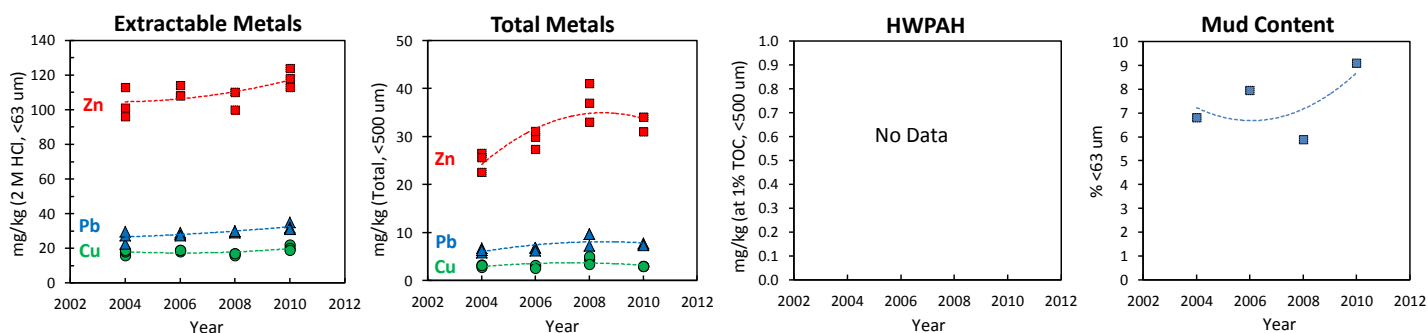 Extractable Metals
mg/kg (2 M HCl, <63 um)
140
120
100
80
60
40
20
0
Zn
Pb
Cu
2002 2004 2006 2008 2010 2012
Year
Total Metals
mg/kg (Total, <500 um)
50
40
30
20
10
0
Zn
Pb
Cu
2002 2004 2006 2008 2010 2012
Year
HWPAH
mg/kg (at 1% TOC, <500 um)
1.0
0.9
0.8
0.7
0.6
0.5
0.4
0.3
0.2
0.1
0.0
No Data
2002 2004 2006 2008 2010 2012
Year
Mud Content
% <63 um
10
9
8
7
6
5
4
3
2
1
0
2002 2004 2006 2008 2010 2012
Year